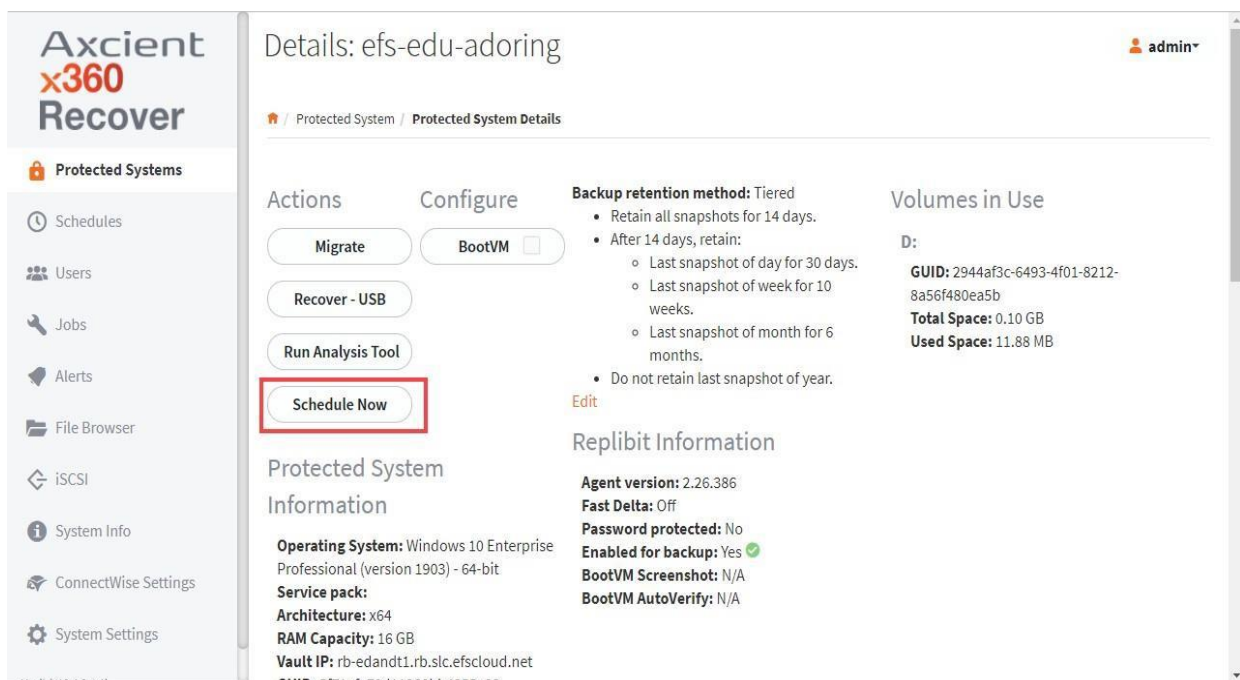 Axcient
x360
Recover
Protected Systems
Schedules
Users
Jobs
Alerts
File Browser
iSCSI
System Info
ConnectWise Settings
System Settings
Details: efs-edu-adoring
admin
/ Protected System / Protected System Details
Actions
Migrate
Recover - USB
Run Analysis Tool
Schedule Now
Configure
BootVM
Protected System
Information
Operating System: Windows 10 Enterprise
Professional (version 1903) - 64-bit
Service pack:
Architecture: x64
RAM Capacity: 16 GB
Vault IP: rb-edandt1.rb.slc.efscloud.net
Backup retention method: Tiered
• Retain all snapshots for 14 days.
• After 14 days, retain:
○ Last snapshot of day for 30 days.
○ Last snapshot of week for 10
weeks.
○ Last snapshot of month for 6
months.
• Do not retain last snapshot of year.
Edit
Replibit Information
Agent version: 2.26.386
Fast Delta: Off
Password protected: No
Enabled for backup: Yes
BootVM Screenshot: N/A
BootVM AutoVerify: N/A
Volumes in Use
D:
GUID: 2944af3c-6493-4f01-8212-
8a56f480ea5b
Total Space: 0.10 GB
Used Space: 11.88 MB